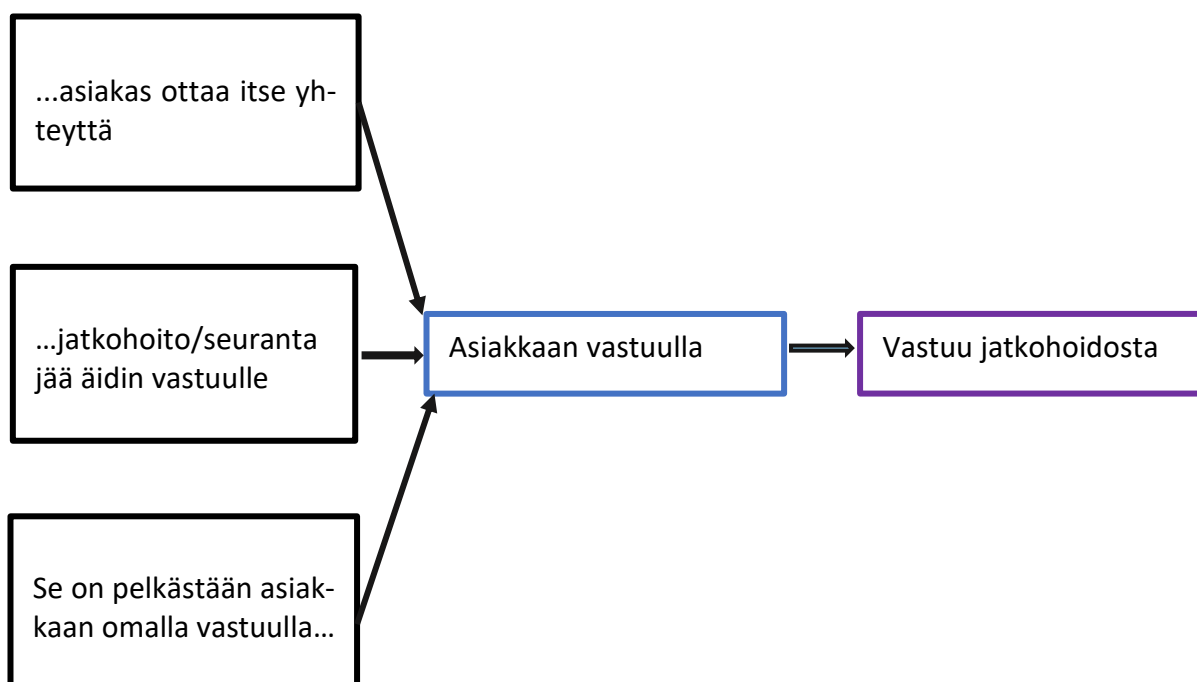 ...asiakas ottaa itse yh-
teyttä
...jatkohoito/seuranta
jää äidin vastuulle
Se on pelkästään asiak-
kaan omalla vastuulla...
Asiakkaan vastuulla
Vastuu jatkohoidosta